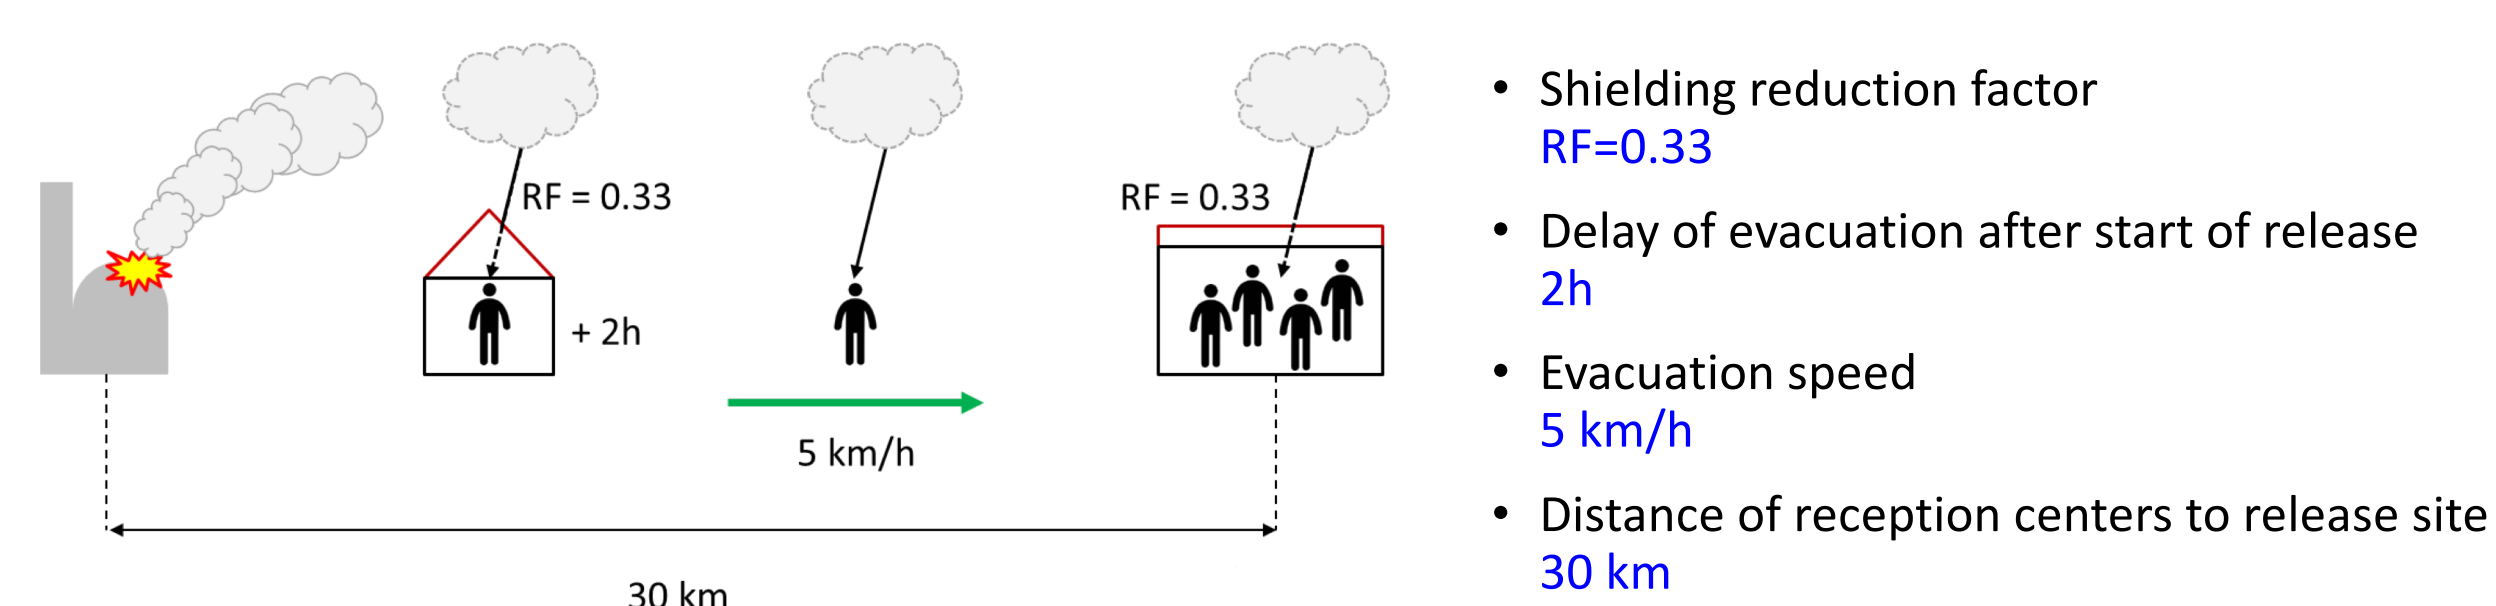 RF = 0.33
+ 2h
5 km/h
RF = 0.33
30 km
• Shielding reduction factor
RF=0.33
• Delay of evacuation after start of release
2h
• Evacuation speed
5 km/h
• Distance of reception centers to release site
30 km